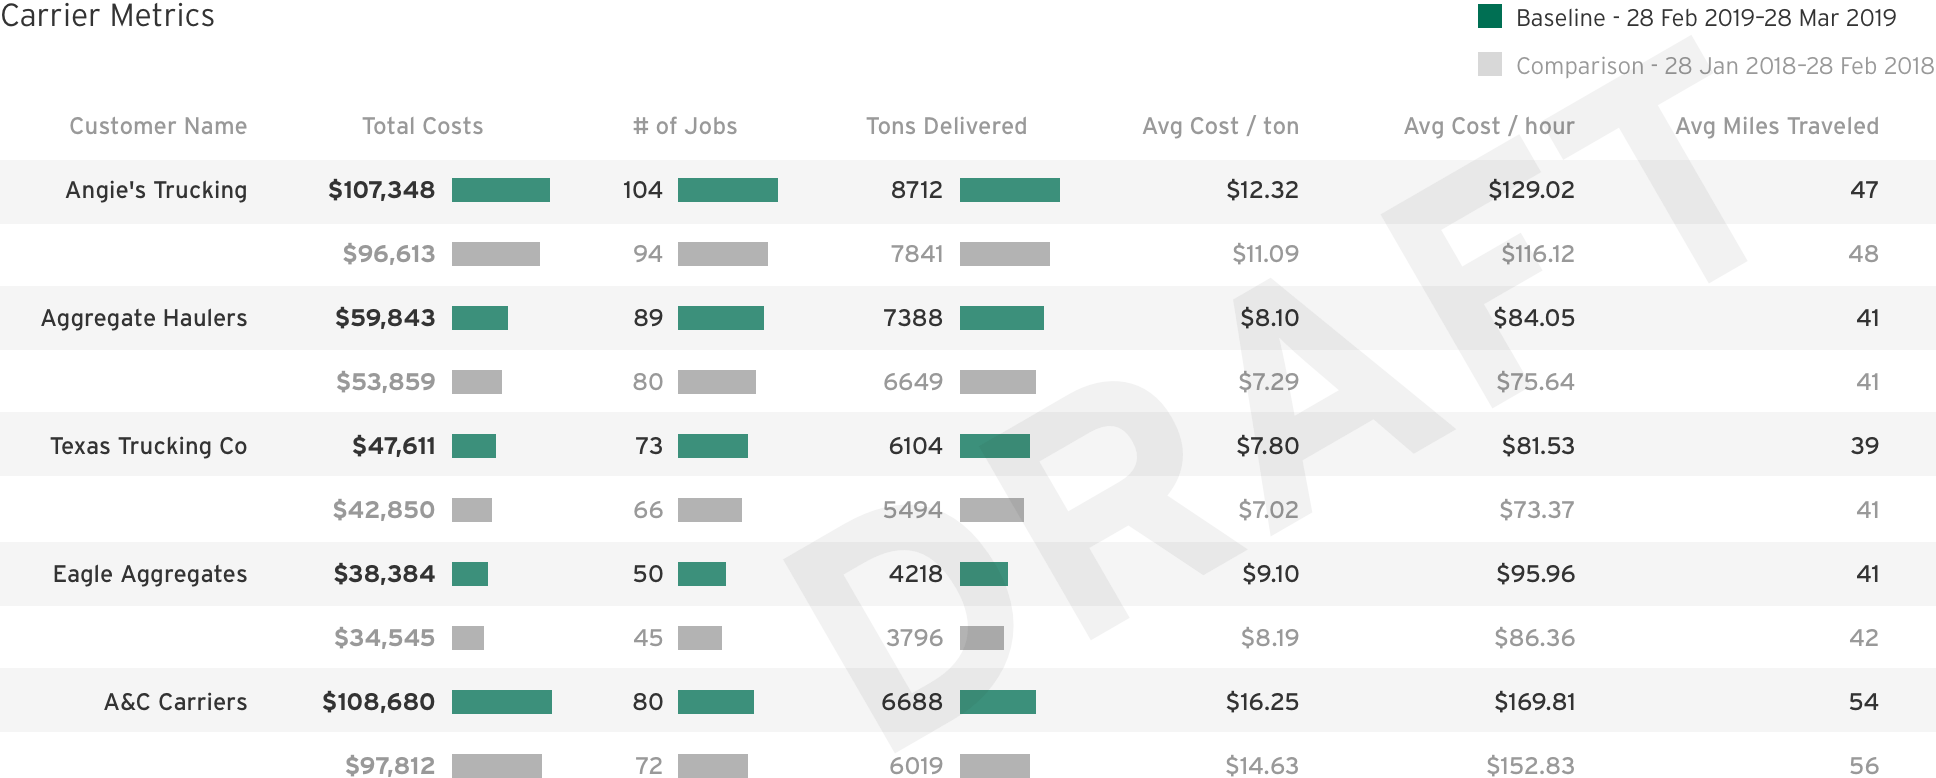 Carrier Metrics
Baseline - 28 Feb 2019–28 Mar 2019
Comparison - 28 Jan 2018–28 Feb 2018
Customer Name Total Costs # of Jobs Tons Delivered Avg Cost / ton Avg Cost / hour Avg Miles Traveled
Angie's Trucking $107,348 104 8712 $12.32 $129.02 47
$96,613 94 7841 $11.09 $116.12 48
Aggregate Haulers $59,843 89 7388 $8.10 $84.05 41
$53,859 80 6649 $7.29 $75.64 41
Texas Trucking Co $47,611 73 6104 $7.80 $81.53 39
$42,850 66 5494 $7.02 $73.37 41
Eagle Aggregates $38,384 50 4218 $9.10 $95.96 41
$34,545 45 3796 $8.19 $86.36 42
A&C Carriers $108,680 80 6688 $16.25 $169.81 54
$97,812 72 6019 $14.63 $152.83 56
DRAFT